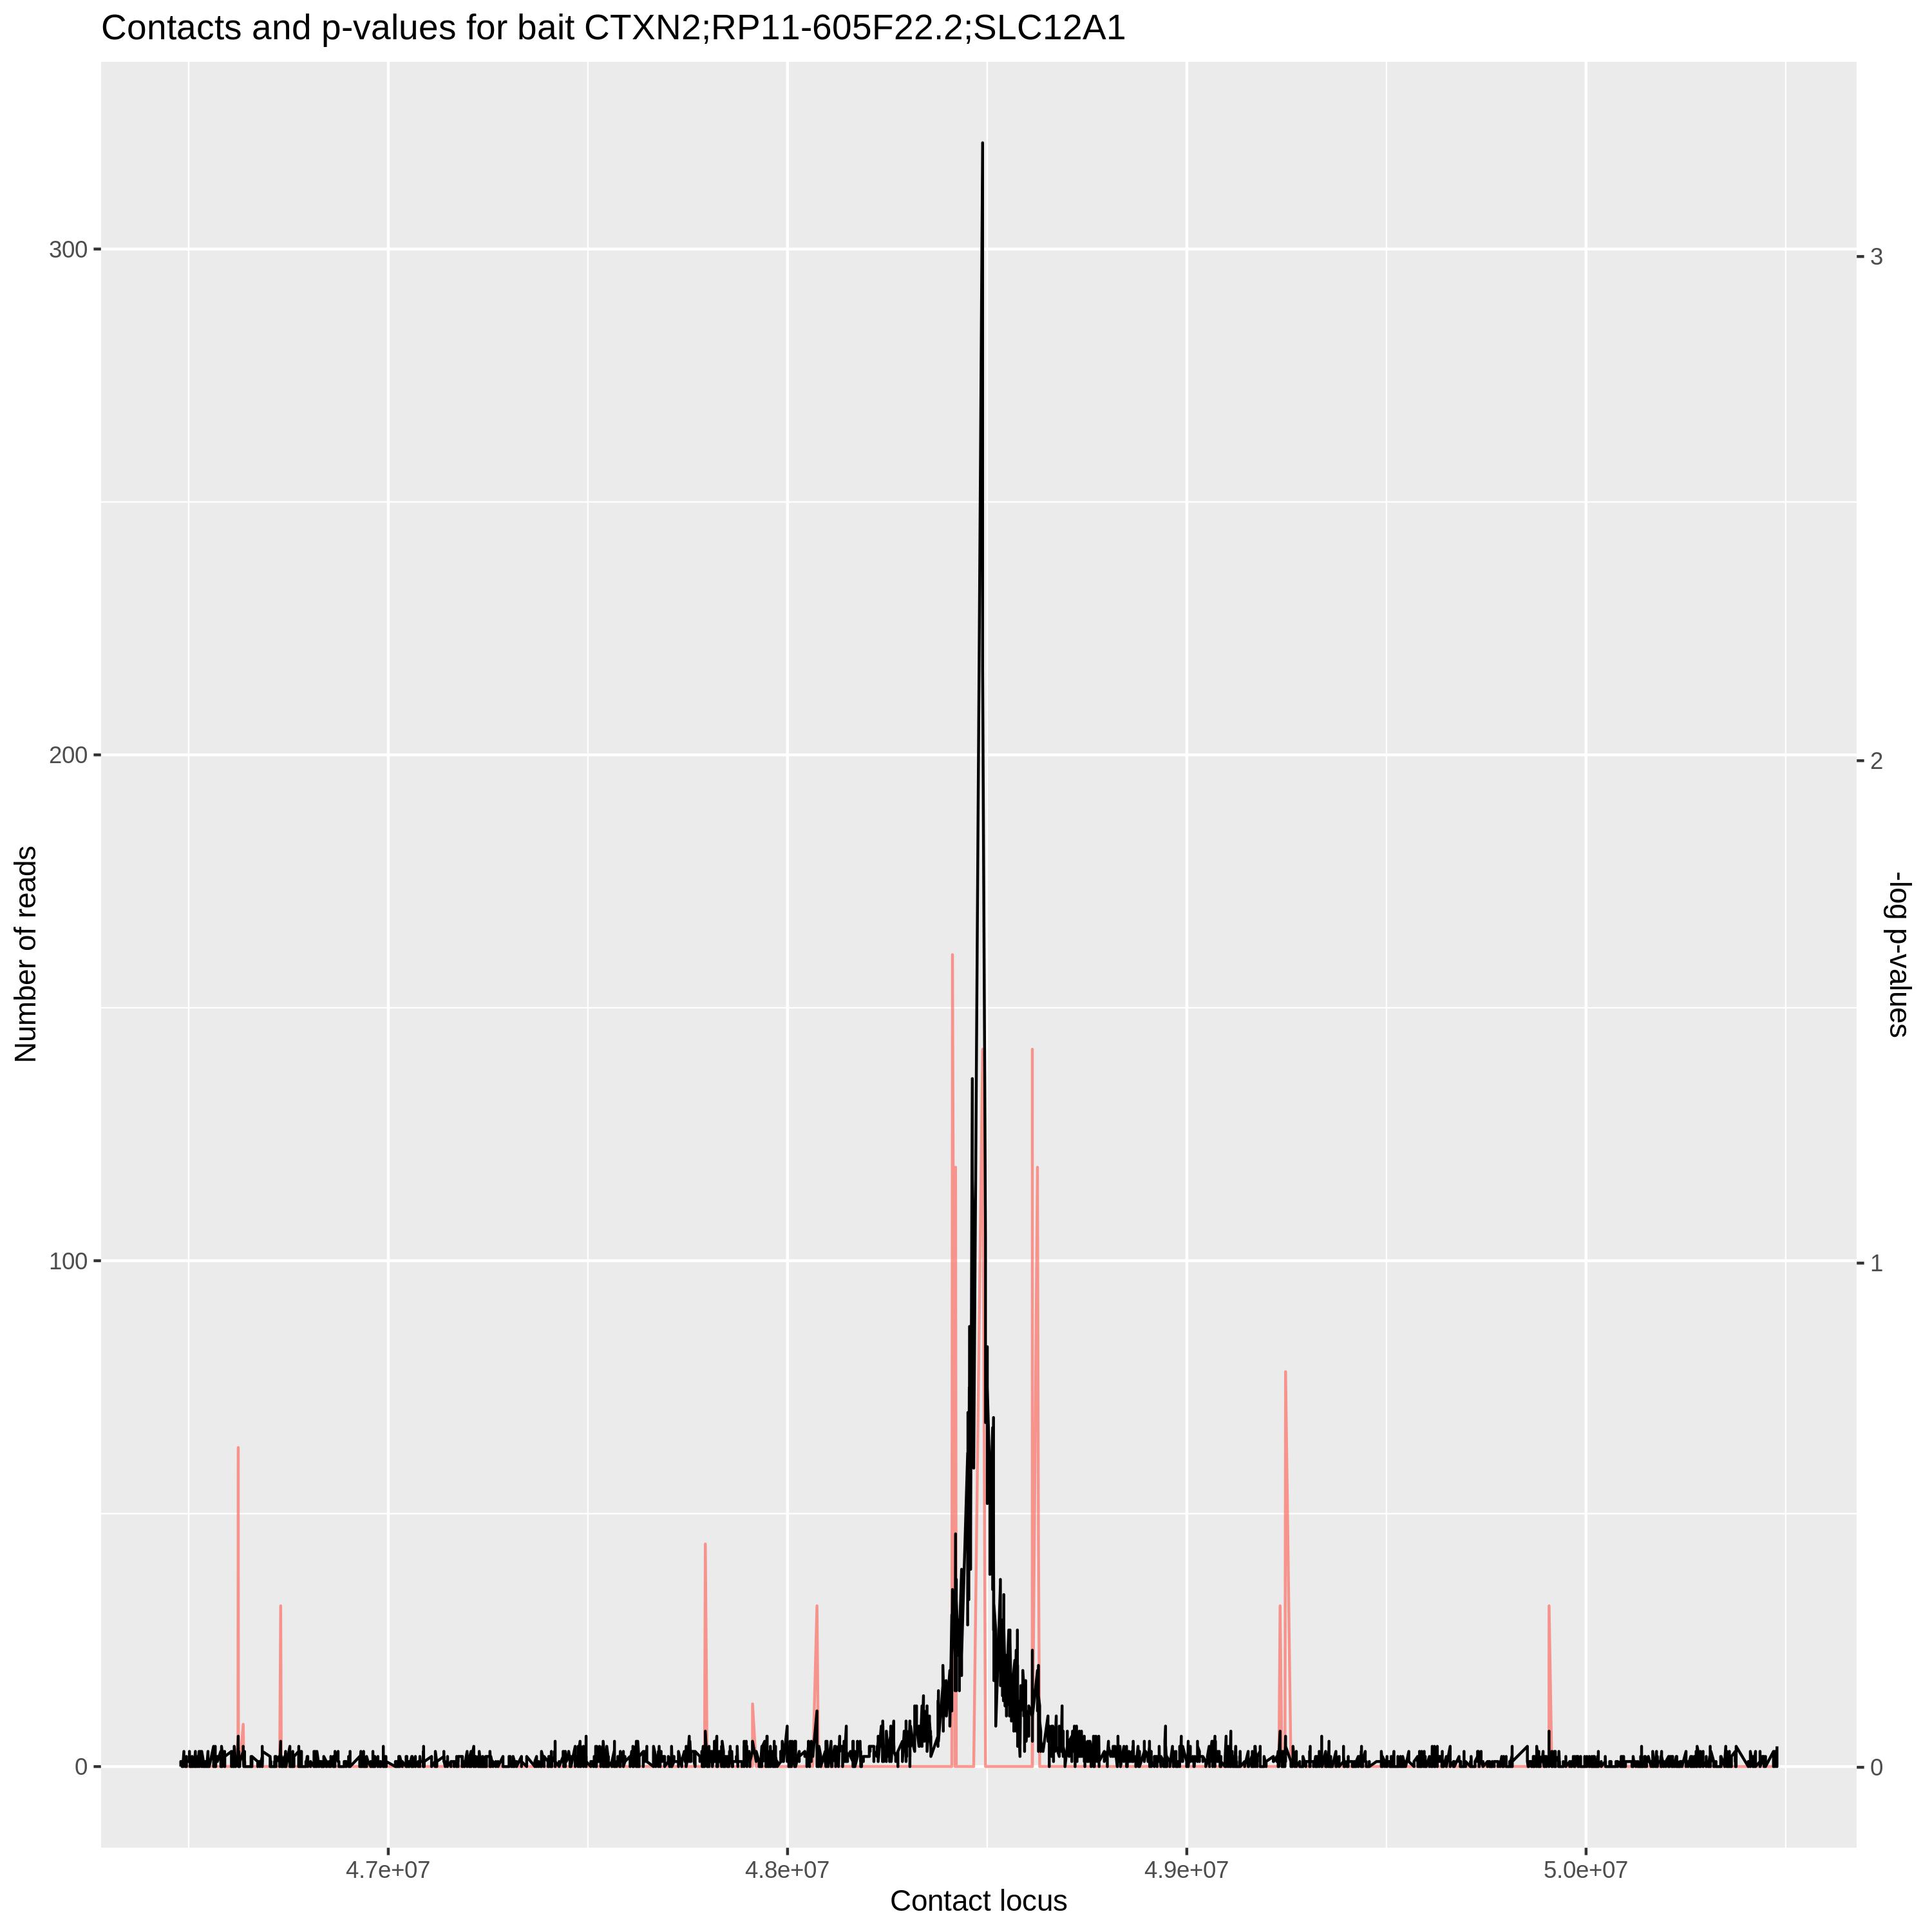 Contacts and p-values for bait CTXN2;RP11-605F22.2;SLC12A1
300
200
100
0
Number of reads
3
2
1
0
-log p-values
4.7e+07
4.8e+07
4.9e+07
5.0e+07
Contact locus